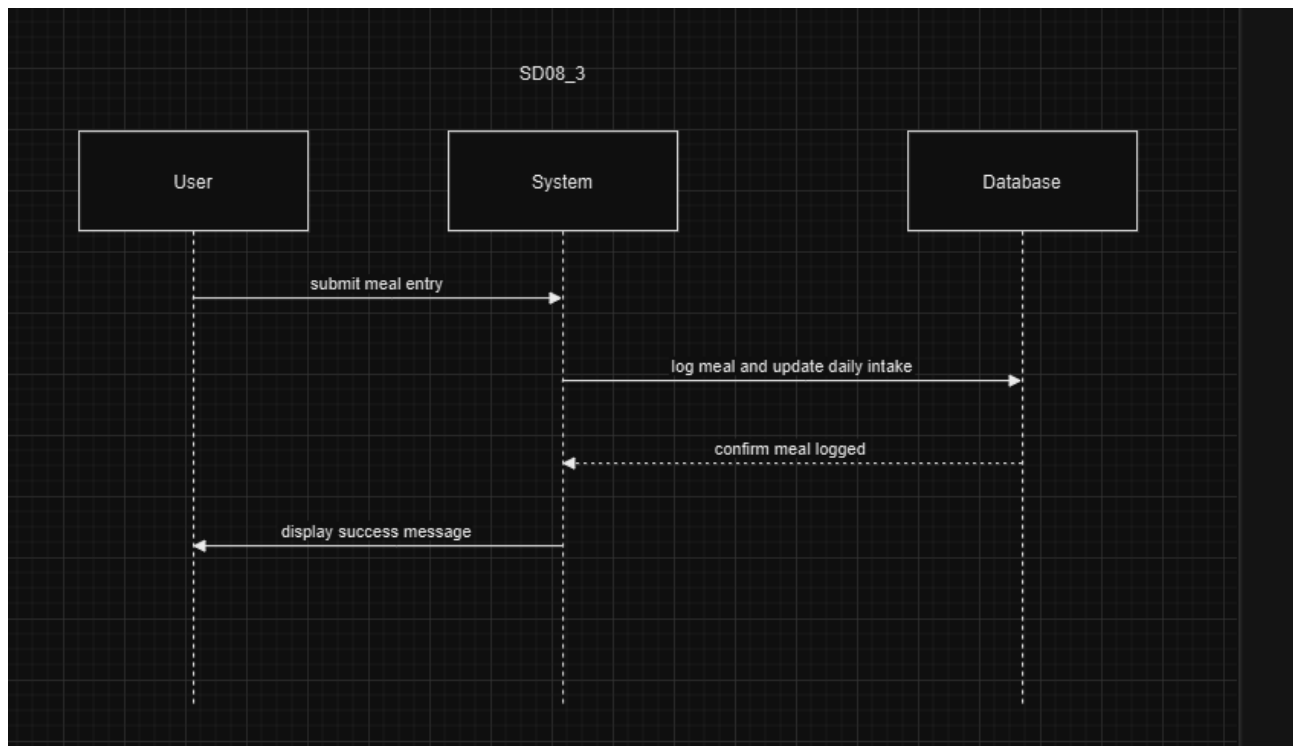 SD08_3
User
System
Database
submit meal entry
log meal and update daily intake
confirm meal logged
display success message